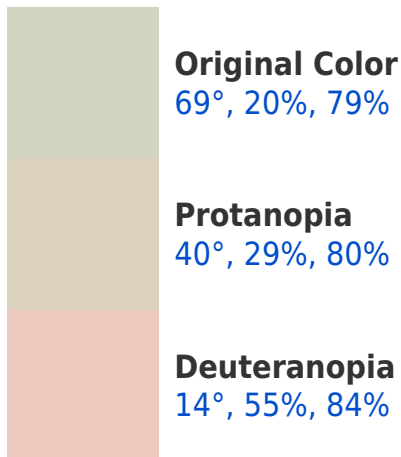 Original Color
69°, 20%, 79%
Protanopia
40°, 29%, 80%
Deuteranopia
14°, 55%, 84%